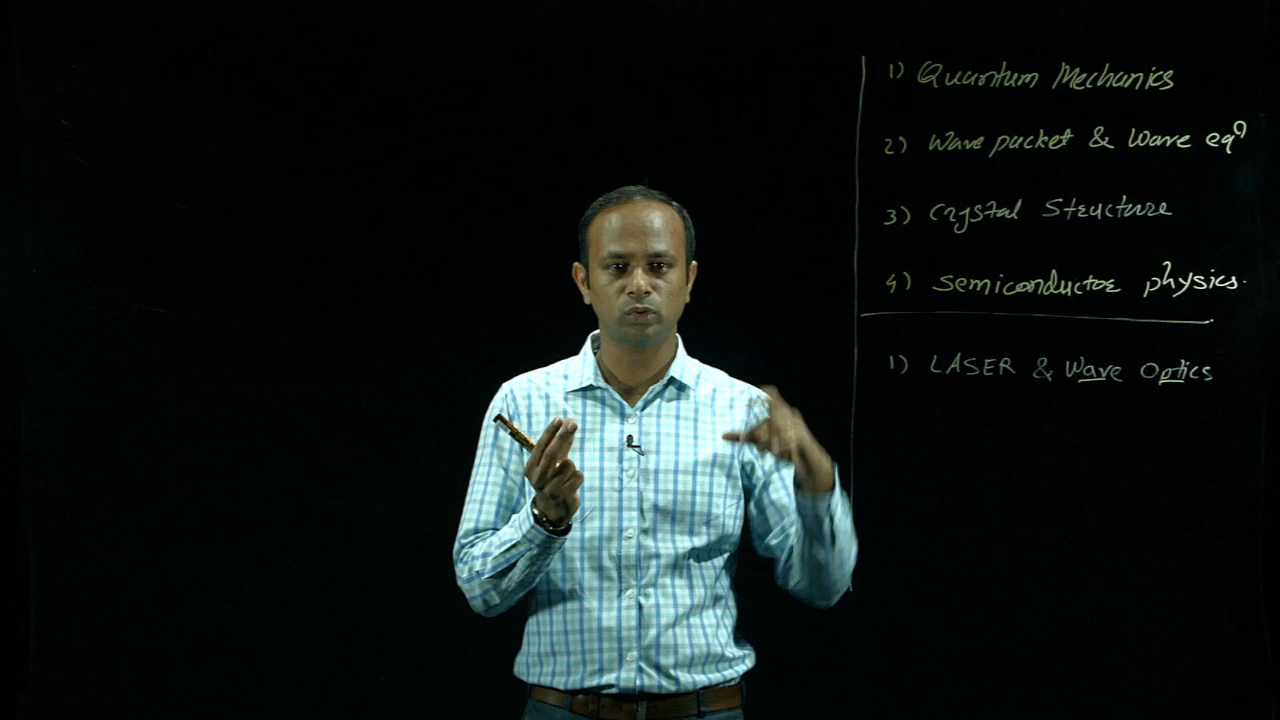 1) Quantum Mechanics
2) Wave packet & Wave eqn
3) Crystal Structure
4) Semiconductor physics.
1) LASER & Wave Optics